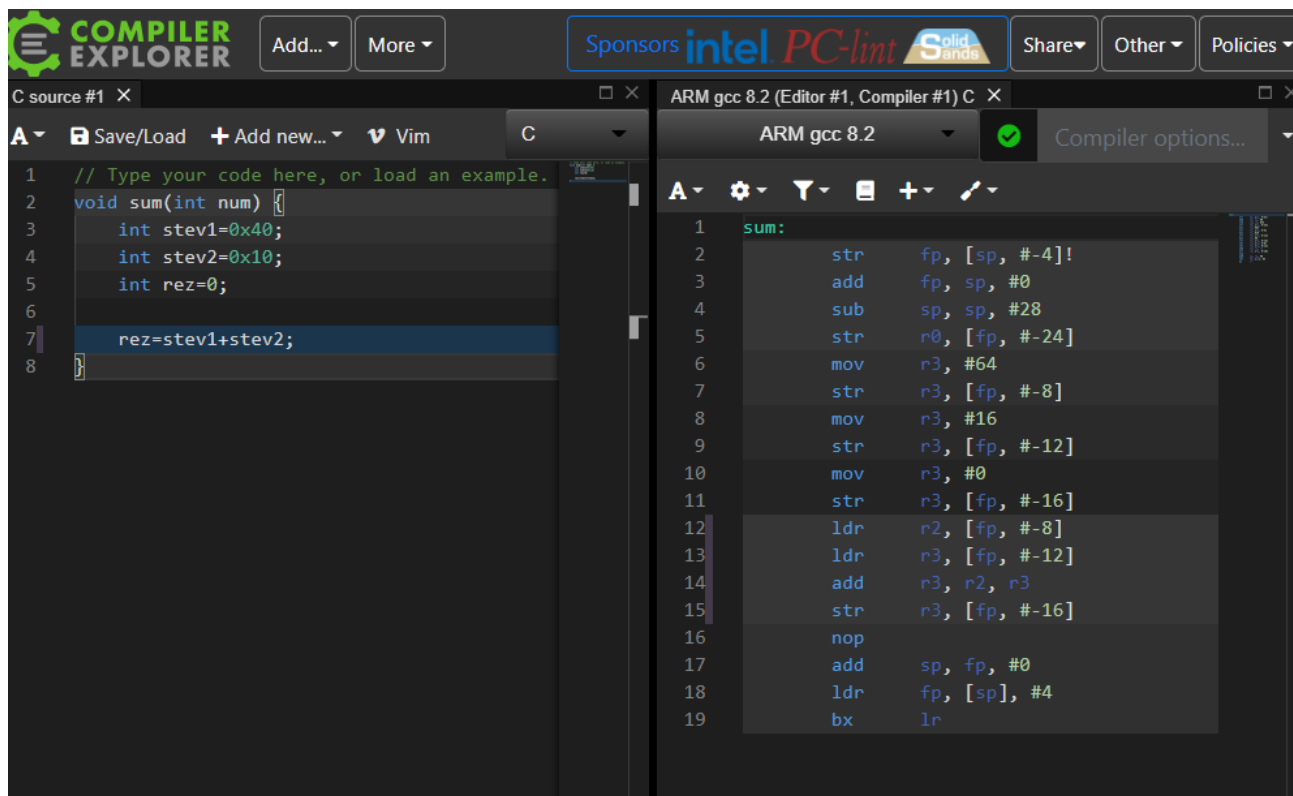 COMPILER EXPLORER Add... More Sponsors intel. PC-lint Solid Sands Share Other Policies
C source #1 X
A Save/Load + Add new... Vim C
1 // Type your code here, or load an example.
2 void sum(int num) {
3 int stev1=0x40;
4 int stev2=0x10;
5 int rez=0;
6
7 rez=stev1+stev2;
8 }
ARM gcc 8.2 (Editor #1, Compiler #1) C X
ARM gcc 8.2 Compiler options...
A
1 sum:
2 str fp, [sp, #-4]!
3 add fp, sp, #0
4 sub sp, sp, #28
5 str r0, [fp, #-24]
6 mov r3, #64
7 str r3, [fp, #-8]
8 mov r3, #16
9 str r3, [fp, #-12]
10 mov r3, #0
11 str r3, [fp, #-16]
12 ldr r2, [fp, #-8]
13 ldr r3, [fp, #-12]
14 add r3, r2, r3
15 str r3, [fp, #-16]
16 nop
17 add sp, fp, #0
18 ldr fp, [sp], #4
19 bx lr